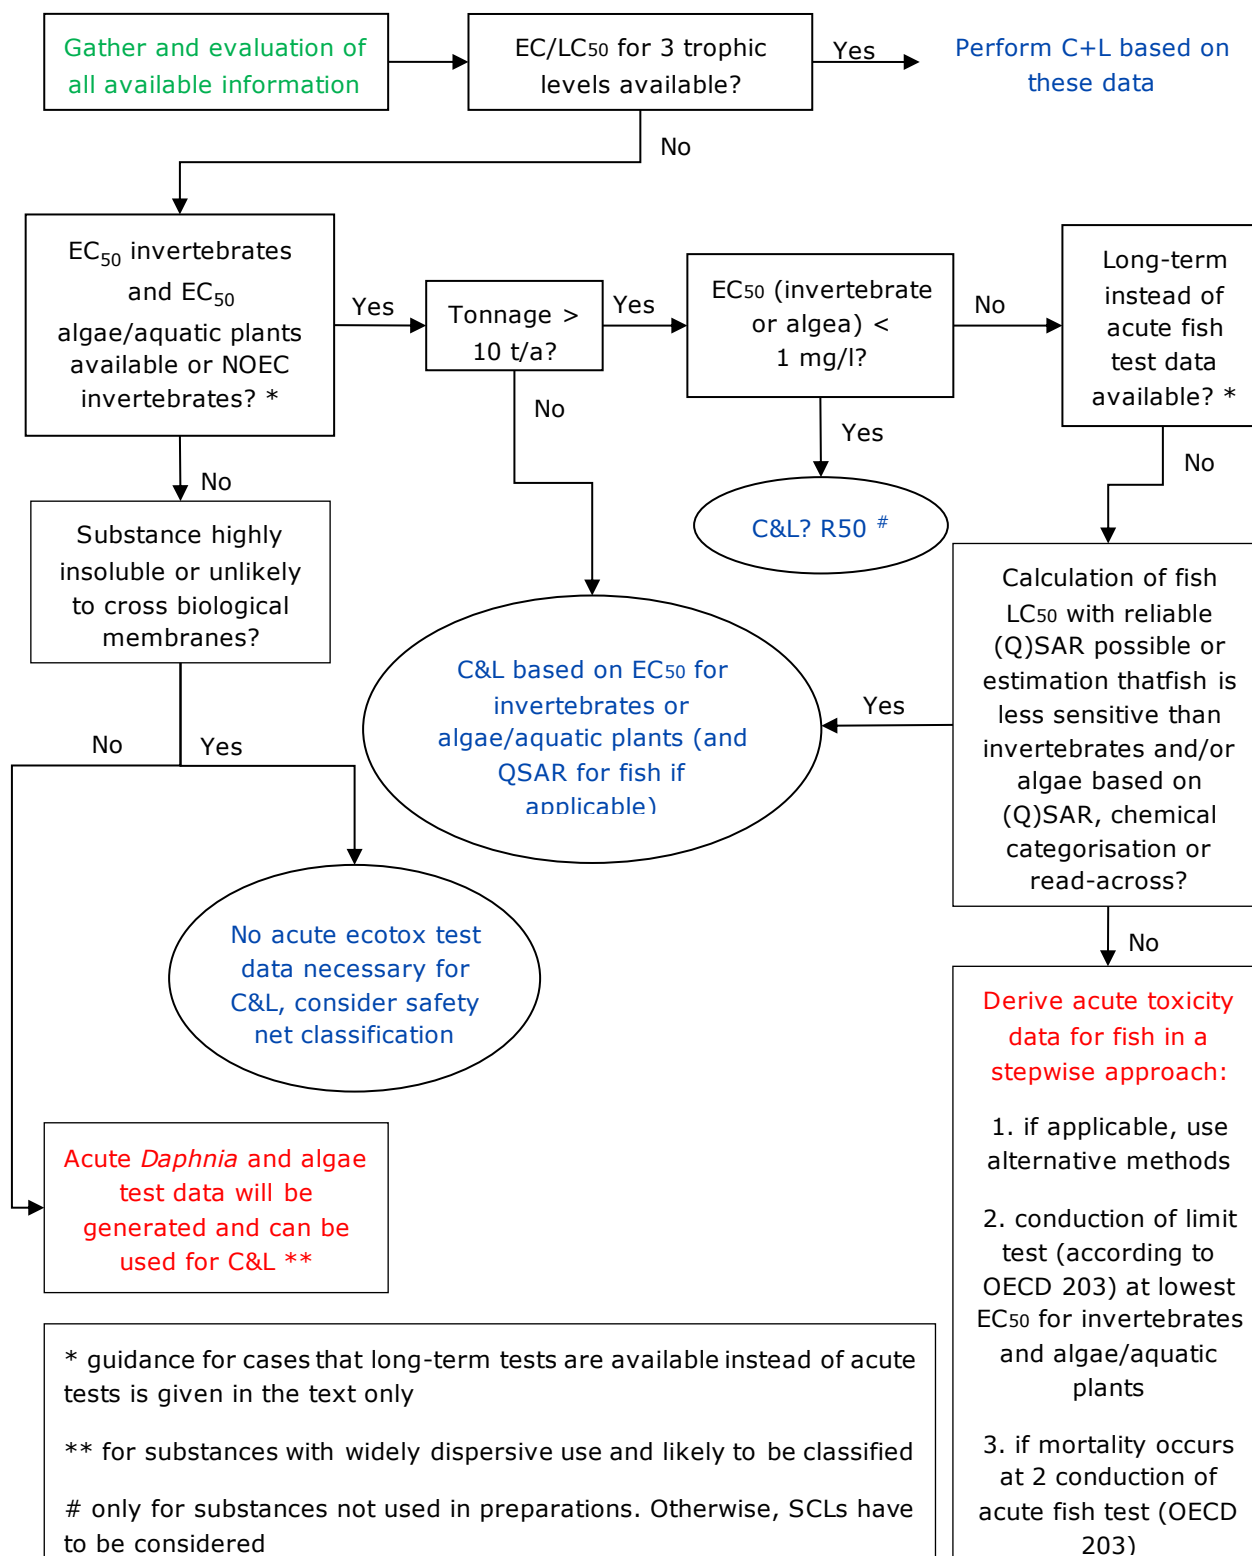 Gather and evaluation of
all available information
EC/LC50 for 3 trophic
levels available?
Yes
Perform C+L based on
these data
No
EC50 invertebrates
and EC50
algae/aquatic plants
available or NOEC
invertebrates? *
Yes
Tonnage >
10 t/a?
Yes
EC50 (invertebrate
or algea) <
1 mg/l?
No
Long-term
instead of
acute fish
test data
available? *
No
No
Yes
No
Substance highly
insoluble or unlikely
to cross biological
membranes?
C&L? R50 #
Calculation of fish
LC50 with reliable
(Q)SAR possible or
estimation thatfish is
less sensitive than
invertebrates and/or
algae based on
(Q)SAR, chemical
categorisation or
read-across?
C&L based on EC50 for
invertebrates or
algae/aquatic plants (and
QSAR for fish if
applicable)
Yes
No
Yes
No acute ecotox test
data necessary for
C&L, consider safety
net classification
No
Derive acute toxicity
data for fish in a
stepwise approach:
1. if applicable, use
alternative methods
2. conduction of limit
test (according to
OECD 203) at lowest
EC50 for invertebrates
and algae/aquatic
plants
3. if mortality occurs
at 2 conduction of
acute fish test (OECD
203)
Acute Daphnia and algae
test data will be
generated and can be
used for C&L **
* guidance for cases that long-term tests are available instead of acute
tests is given in the text only
** for substances with widely dispersive use and likely to be classified
# only for substances not used in preparations. Otherwise, SCLs have
to be considered